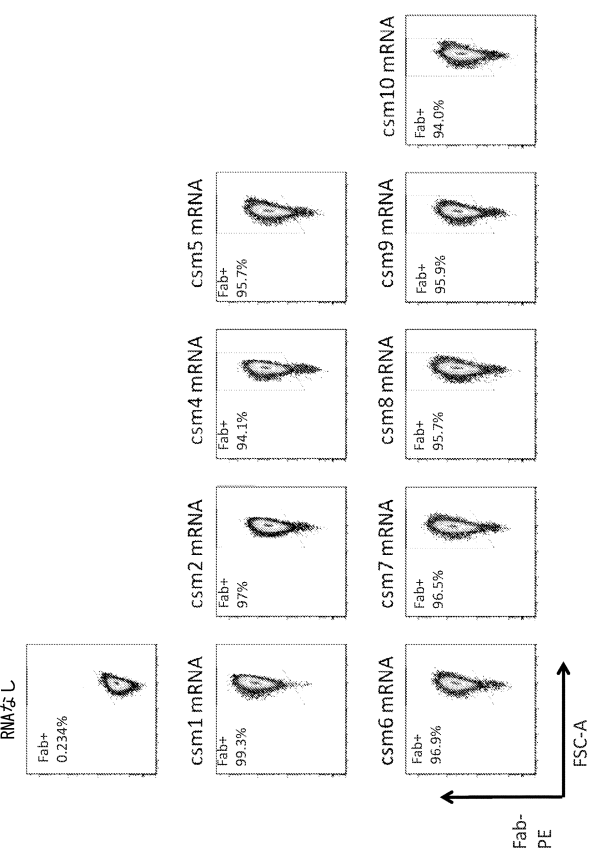 RNAなし
Fab+
0.234%
csm1 mRNA
Fab+
99.3%
csm2 mRNA
Fab+
97%
csm4 mRNA
Fab+
94.1%
csm5 mRNA
Fab+
95.7%
csm6 mRNA
Fab+
96.9%
csm7 mRNA
Fab+
96.5%
csm8 mRNA
Fab+
95.7%
csm9 mRNA
Fab+
95.9%
csm10 mRNA
Fab+
94.0%
Fab-
PE
FSC-A